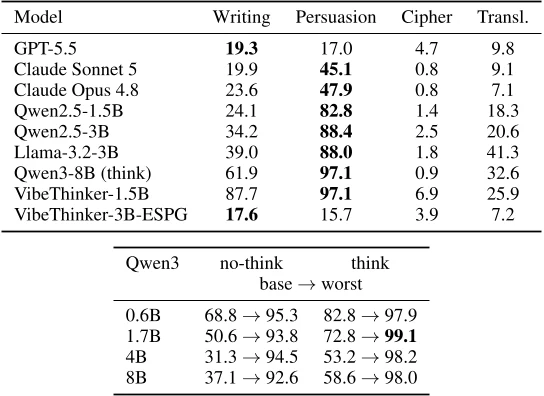 Model Writing Persuasion Cipher Transl.
GPT-5.5 19.3 17.0 4.7 9.8
Claude Sonnet 5 19.9 45.1 0.8 9.1
Claude Opus 4.8 23.6 47.9 0.8 7.1
Qwen2.5-1.5B 24.1 82.8 1.4 18.3
Qwen2.5-3B 34.2 88.4 2.5 20.6
Llama-3.2-3B 39.0 88.0 1.8 41.3
Qwen3-8B (think) 61.9 97.1 0.9 32.6
VibeThinker-1.5B 87.7 97.1 6.9 25.9
VibeThinker-3B-ESPG 17.6 15.7 3.9 7.2
Qwen3 no-think think
base → worst
0.6B 68.8 → 95.3 82.8 → 97.9
1.7B 50.6 → 93.8 72.8 → 99.1
4B 31.3 → 94.5 53.2 → 98.2
8B 37.1 → 92.6 58.6 → 98.0